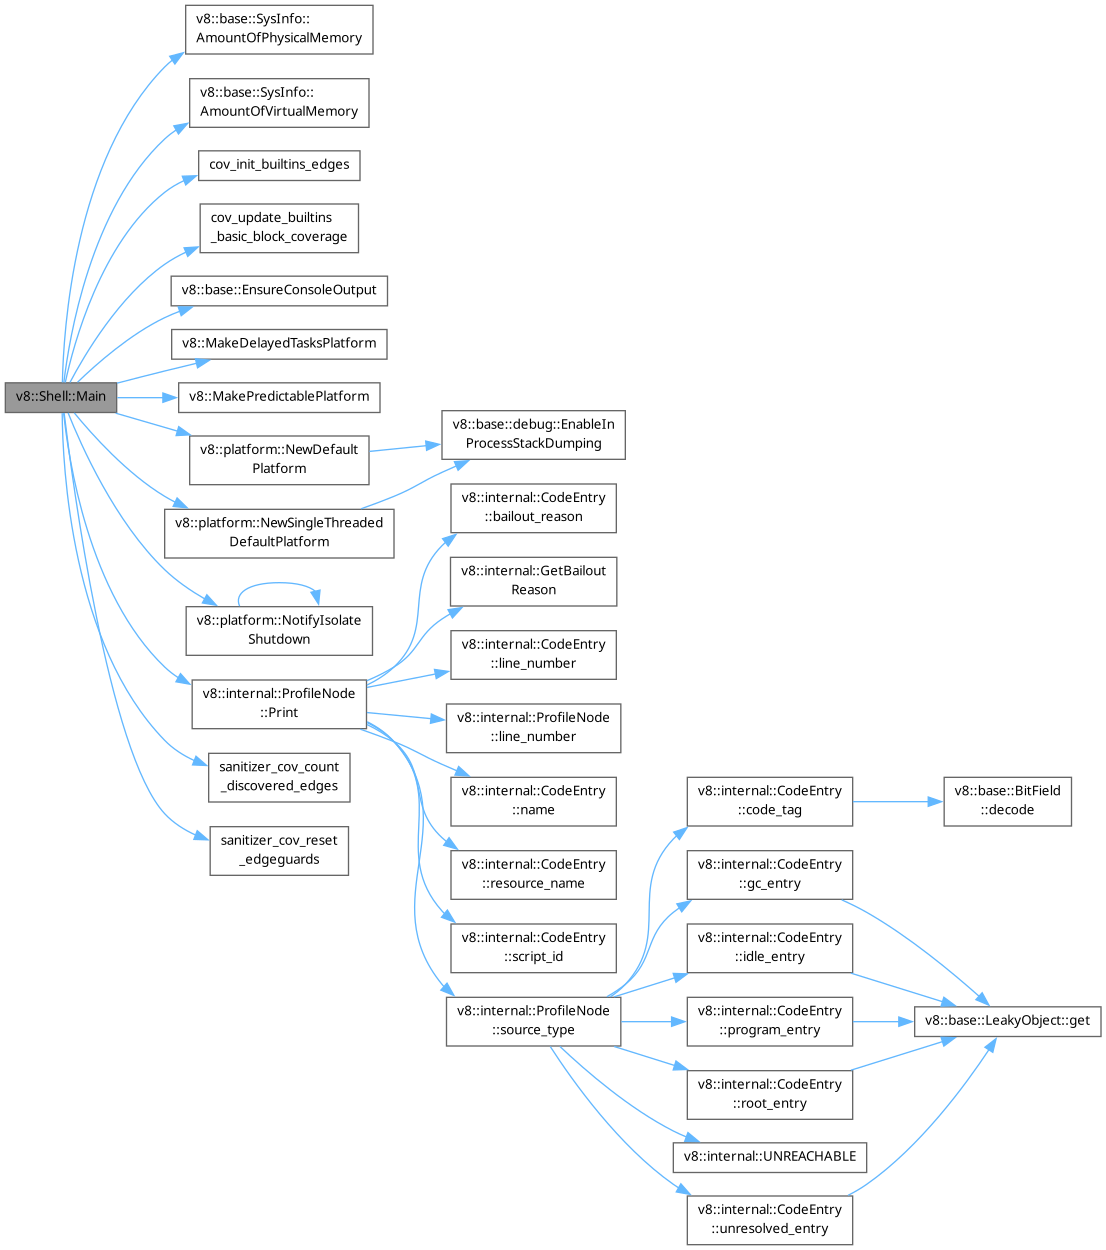 v8::base::SysInfo::
AmountOfPhysicalMemory
v8::base::SysInfo::
AmountOfVirtualMemory
cov_init_builtins_edges
cov_update_builtins
_basic_block_coverage
v8::base::EnsureConsoleOutput
v8::MakeDelayedTasksPlatform
v8::Shell::Main
v8::MakePredictablePlatform
v8::platform::NewDefault
Platform
v8::platform::NewSingleThreaded
DefaultPlatform
v8::platform::NotifyIsolate
Shutdown
v8::internal::ProfileNode
::Print
sanitizer_cov_count
_discovered_edges
sanitizer_cov_reset
_edgeguards
v8::base::debug::EnableIn
ProcessStackDumping
v8::internal::CodeEntry
::bailout_reason
v8::internal::GetBailout
Reason
v8::internal::CodeEntry
::line_number
v8::internal::ProfileNode
::line_number
v8::internal::CodeEntry
::name
v8::internal::CodeEntry
::resource_name
v8::internal::CodeEntry
::script_id
v8::internal::ProfileNode
::source_type
v8::internal::CodeEntry
::code_tag
v8::internal::CodeEntry
::gc_entry
v8::internal::CodeEntry
::idle_entry
v8::internal::CodeEntry
::program_entry
v8::internal::CodeEntry
::root_entry
v8::internal::UNREACHABLE
v8::internal::CodeEntry
::unresolved_entry
v8::base::BitField
::decode
v8::base::LeakyObject::get